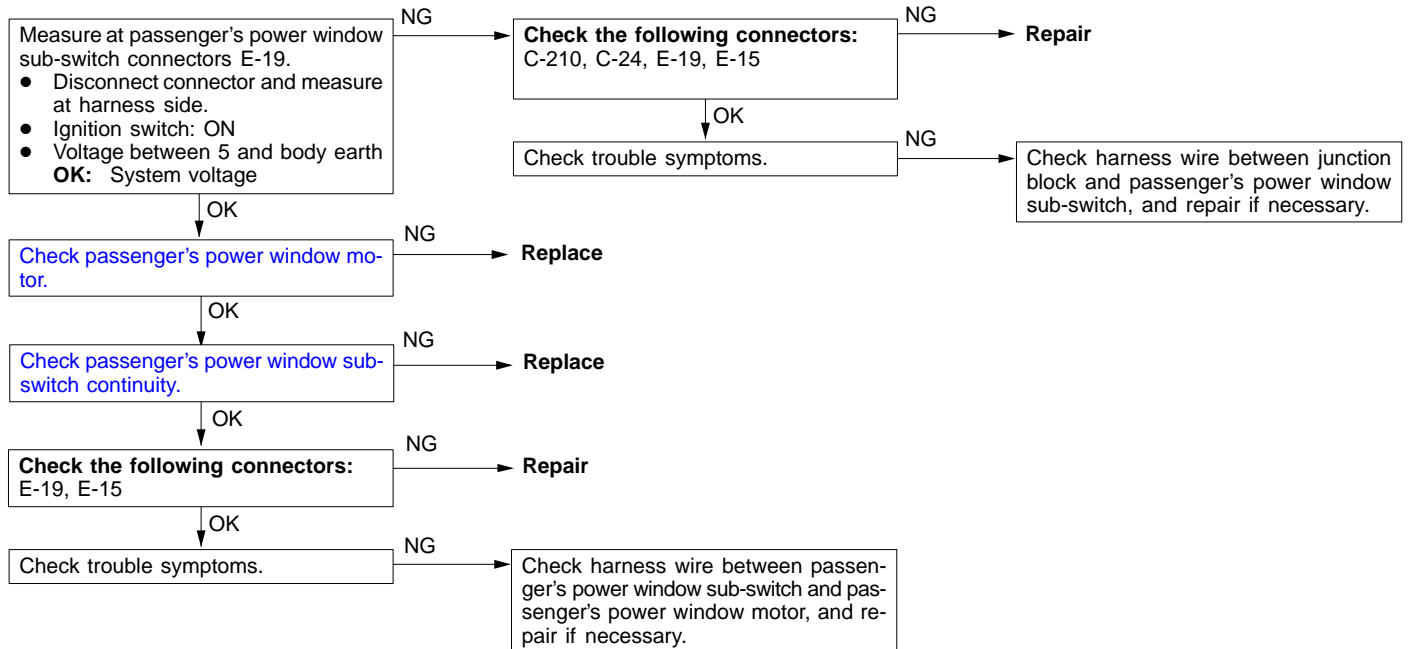 Measure at passenger's power window
sub-switch connectors E-19.
● Disconnect connector and measure
at harness side.
● Ignition switch: ON
● Voltage between 5 and body earth
OK: System voltage
NG
Check the following connectors:
C-210, C-24, E-19, E-15
NG
Repair
OK
Check trouble symptoms.
NG
Check harness wire between junction
block and passenger's power window
sub-switch, and repair if necessary.
OK
Check passenger's power window mo-
tor.
NG
Replace
OK
Check passenger's power window sub-
switch continuity.
NG
Replace
OK
Check the following connectors:
E-19, E-15
NG
Repair
OK
Check trouble symptoms.
NG
Check harness wire between passen-
ger's power window sub-switch and pas-
senger's power window motor, and re-
pair if necessary.